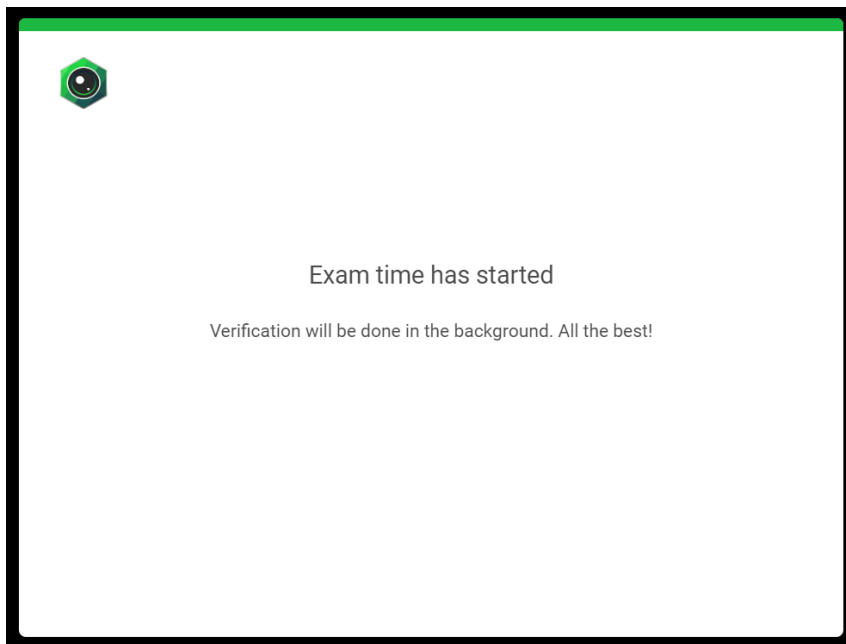 Exam time has started
Verification will be done in the background. All the best!